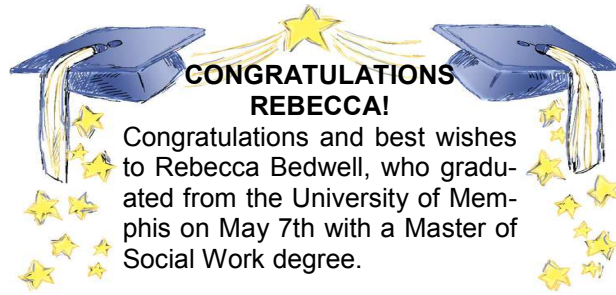 CONGRATULATIONS
REBECCA!
Congratulations and best wishes
to Rebecca Bedwell, who gradu-
ated from the University of Mem-
phis on May 7th with a Master of
Social Work degree.